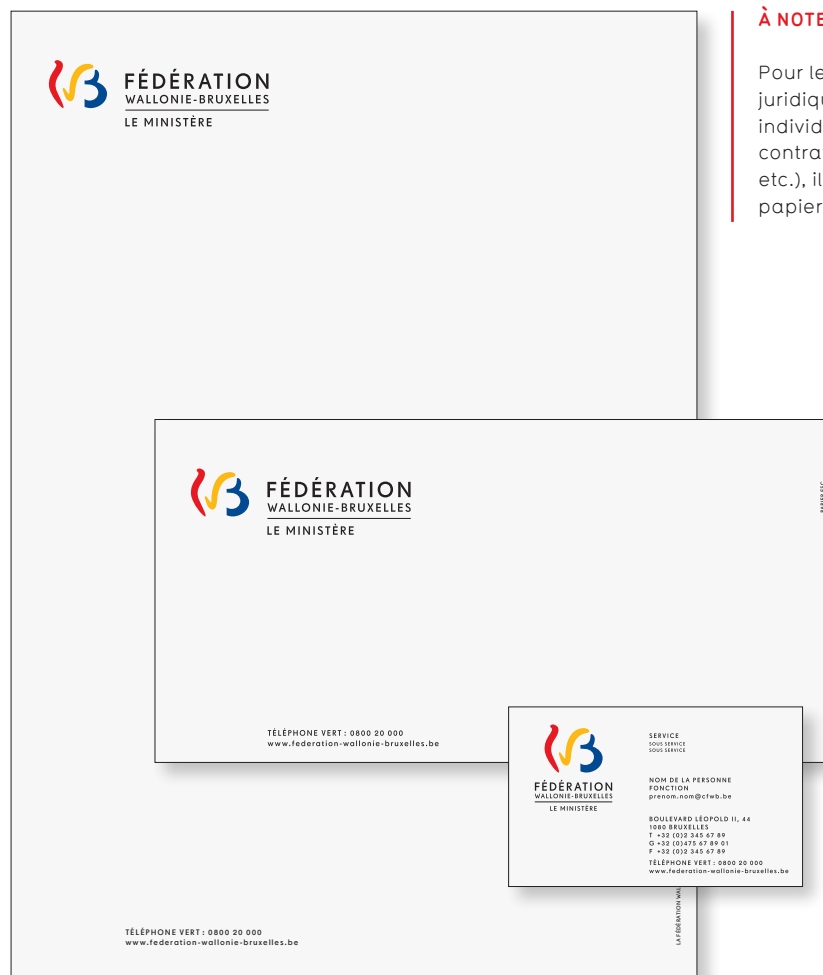 FÉDÉRATION
WALLONIE-BRUXELLES
LE MINISTÈRE
À NOTE
Pour le
juridiqu
individ
contra
etc.), il
papier
FÉDÉRATION
WALLONIE-BRUXELLES
LE MINISTÈRE
TÉLÉPHONE VERT : 0800 20 000
www.federation-wallonie-bruxelles.be
FÉDÉRATION
WALLONIE-BRUXELLES
LE MINISTÈRE
SERVICE
SOUS SERVICE
SOUS SERVICE
NOM DE LA PERSONNE
FONCTION
prenom.nom@cfwb.be
BOULEVARD LÉOPOLD II, 44
1080 BRUXELLES
T +32 (0)2 345 67 89
G +32 (0)475 67 89 01
F +32 (0)2 345 67 89
TÉLÉPHONE VERT : 0800 20 000
www.federation-wallonie-bruxelles.be
LA FÉDÉRATION WAL
TÉLÉPHONE VERT : 0800 20 000
www.federation-wallonie-bruxelles.be